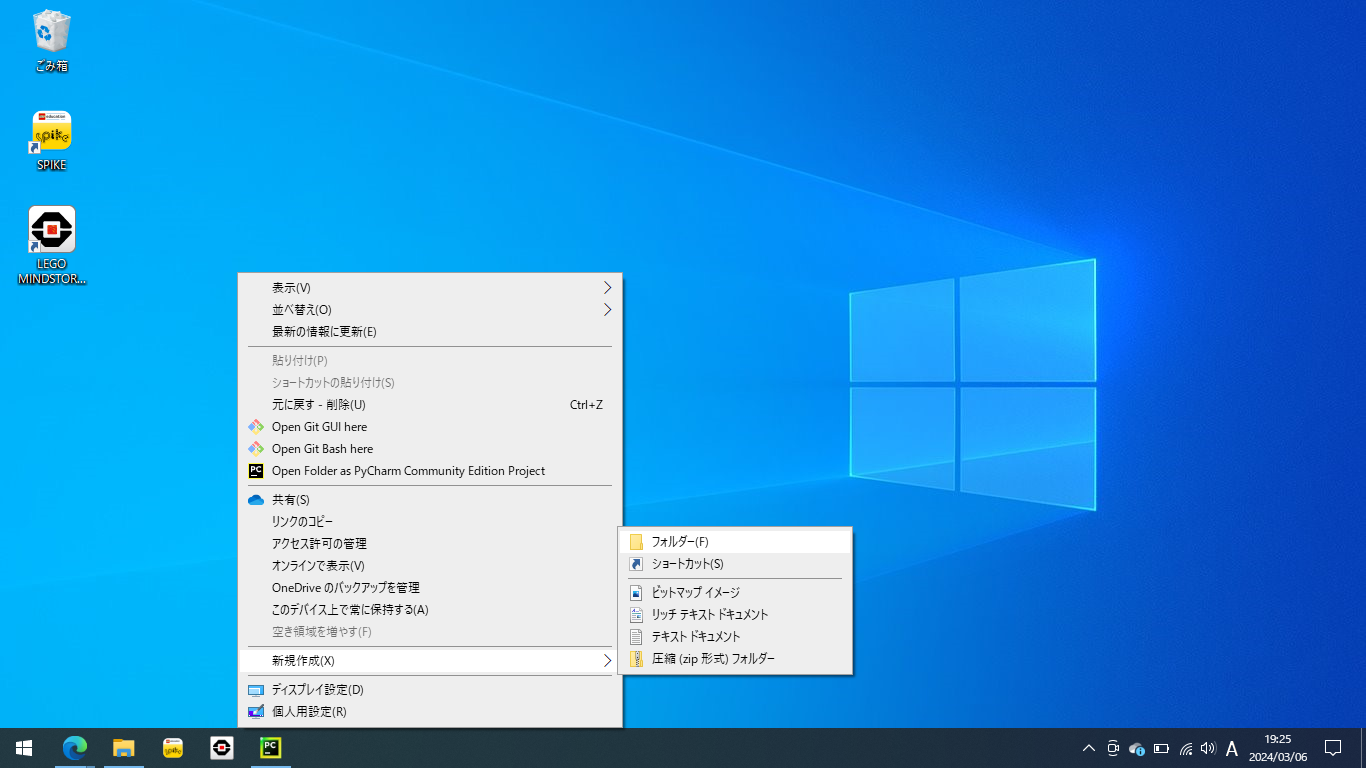 ごみ箱
education
spike
SPIKE
LEGO
MINDSTOR...
表示(V)
並べ替え(O)
最新の情報に更新(E)
貼り付け(P)
ショートカットの貼り付け(S)
元に戻す - 削除(U) Ctrl+Z
Open Git GUI here
Open Git Bash here
PC Open Folder as PyCharm Community Edition Project
共有(S)
リンクのコピー
アクセス許可の管理
オンラインで表示(V)
OneDrive のバックアップを管理
このデバイス上で常に保持する(A)
空き領域を増やす(F)
新規作成(X)
ディスプレイ設定(D)
個人用設定(R)
フォルダー(F)
ショートカット(S)
ビットマップ イメージ
リッチ テキスト ドキュメント
テキスト ドキュメント
圧縮 (zip 形式) フォルダー
spike
PC
A
19:25
2024/03/06